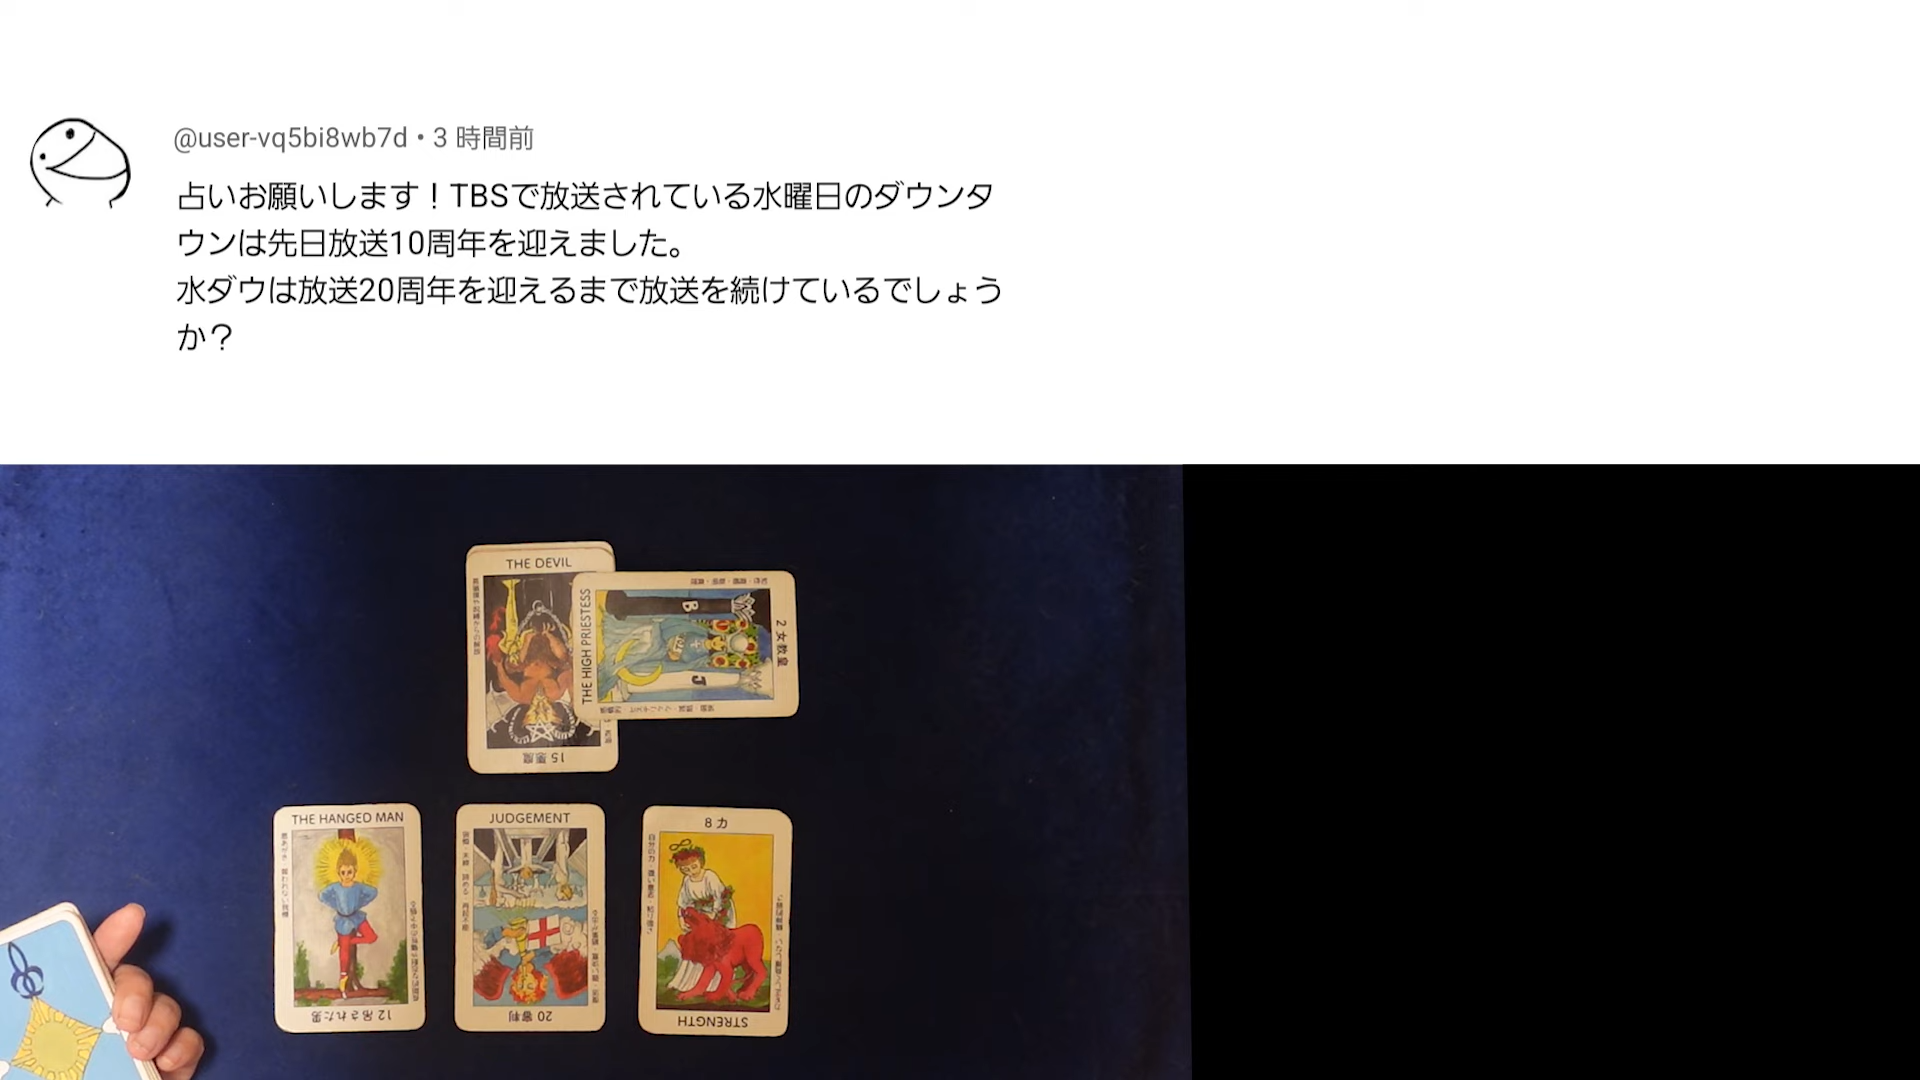 @user-vq5bi8wb7d • 3 時間前
占いお願いします！TBSで放送されている水曜日のダウンタ
ウンは先日放送10周年を迎えました。
水ダウは放送20周年を迎えるまで放送を続けているでしょう
か？
THE DEVIL
15 悪魔
THE HIGH PRIESTESS
B
J
2 女教皇
THE HANGED MAN
12 吊された男
JUDGEMENT
20 審判
8 力
STRENGTH